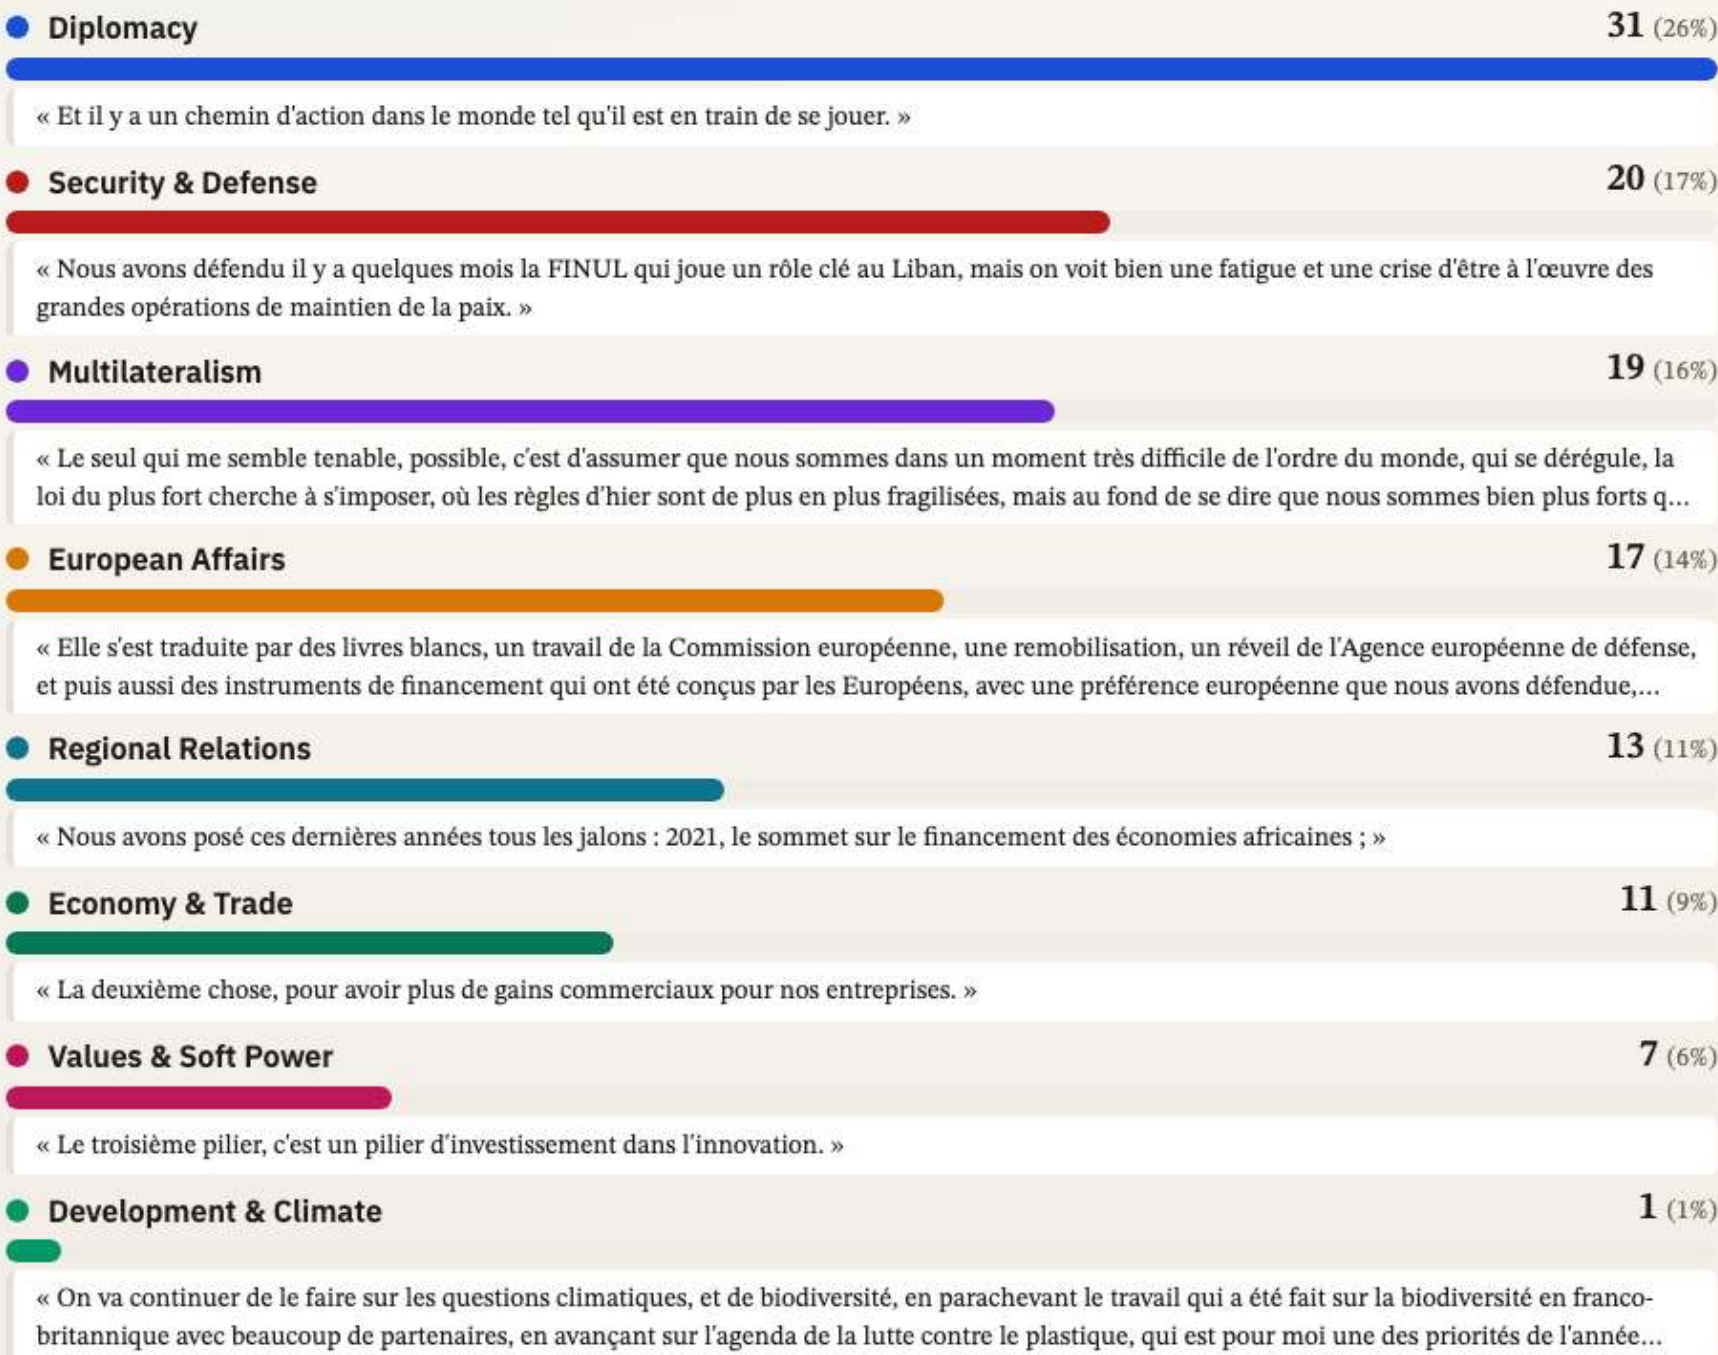 Diplomacy 31 (26%)
« Et il y a un chemin d'action dans le monde tel qu'il est en train de se jouer. »
Security & Defense 20 (17%)
« Nous avons défendu il y a quelques mois la FINUL qui joue un rôle clé au Liban, mais on voit bien une fatigue et une crise d'être à l'œuvre des
grandes opérations de maintien de la paix. »
Multilateralism 19 (16%)
« Le seul qui me semble tenable, possible, c'est d'assumer que nous sommes dans un moment très difficile de l'ordre du monde, qui se dérégule, la
loi du plus fort cherche à s'imposer, où les règles d'hier sont de plus en plus fragilisées, mais au fond de se dire que nous sommes bien plus forts q...
European Affairs 17 (14%)
« Elle s'est traduite par des livres blancs, un travail de la Commission européenne, une remobilisation, un réveil de l'Agence européenne de défense,
et puis aussi des instruments de financement qui ont été conçus par les Européens, avec une préférence européenne que nous avons défendue,...
Regional Relations 13 (11%)
« Nous avons posé ces dernières années tous les jalons : 2021, le sommet sur le financement des économies africaines ; »
Economy & Trade 11 (9%)
« La deuxième chose, pour avoir plus de gains commerciaux pour nos entreprises. »
Values & Soft Power 7 (6%)
« Le troisième pilier, c'est un pilier d'investissement dans l'innovation. »
Development & Climate 1 (1%)
« On va continuer de le faire sur les questions climatiques, et de biodiversité, en parachevant le travail qui a été fait sur la biodiversité en franco-
britannique avec beaucoup de partenaires, en avançant sur l'agenda de la lutte contre le plastique, qui est pour moi une des priorités de l'année...